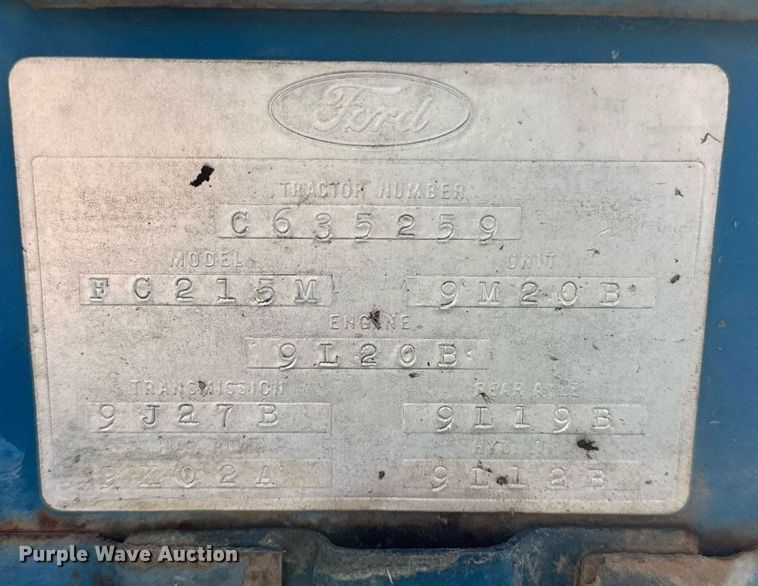 Ford
TRACTOR NUMBER
C635259
MODEL UNIT
FC215M 9M20B
ENGINE
9L20B
TRANSMISSION REAR AXLE
9J27B 9L19B
9K02A 9L12B
Purple Wave Auction